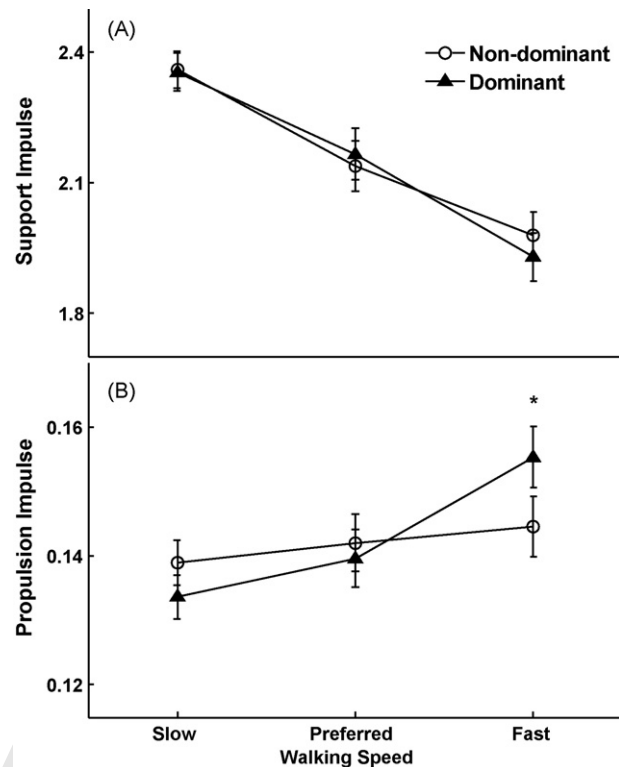 (A)
Non-dominant
Dominant
2.4
2.1
1.8
Support Impulse
(B)
*
0.16
0.14
0.12
Propulsion Impulse
Slow Preferred Fast
Walking Speed